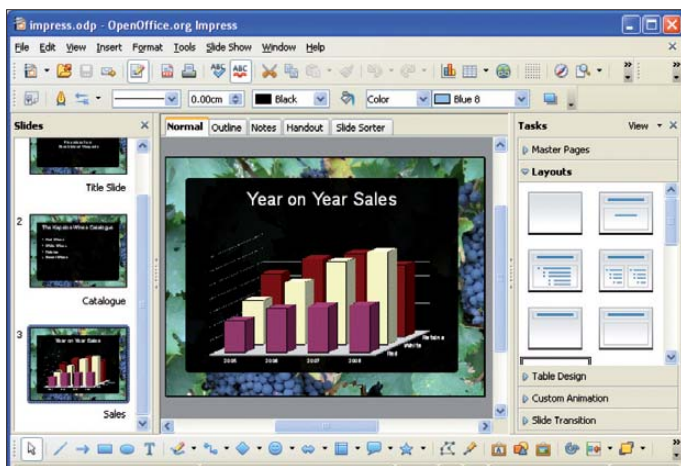 impress.odp - OpenOffice.org Impress
File Edit View Insert Format Tools Slide Show Window Help
ABC ABC
0.00cm Black Color Blue 8
Slides
Normal Outline Notes Handout Slide Sorter
Tasks View
Title Slide
2
Catalogue
3
Year on Year Sales
Sales
Year on Year Sales
2005 2006 2007 2008
Red
White
Master Pages
Layouts
Table Design
Custom Animation
Slide Transition
T
A